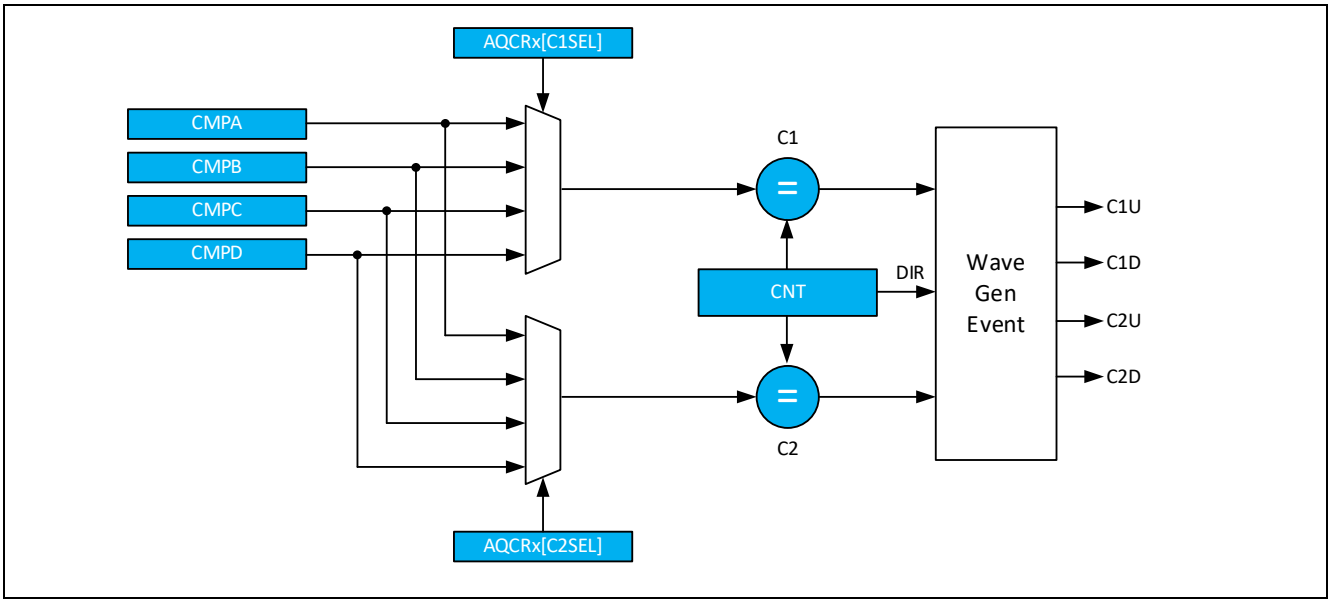 AQCRx[C1SEL]
CMPA
CMPB
CMPC
CMPD
C1
=
C1U
C1D
C2U
C2D
DIR
CNT
Wave
Gen
Event
=
C2
AQCRx[C2SEL]